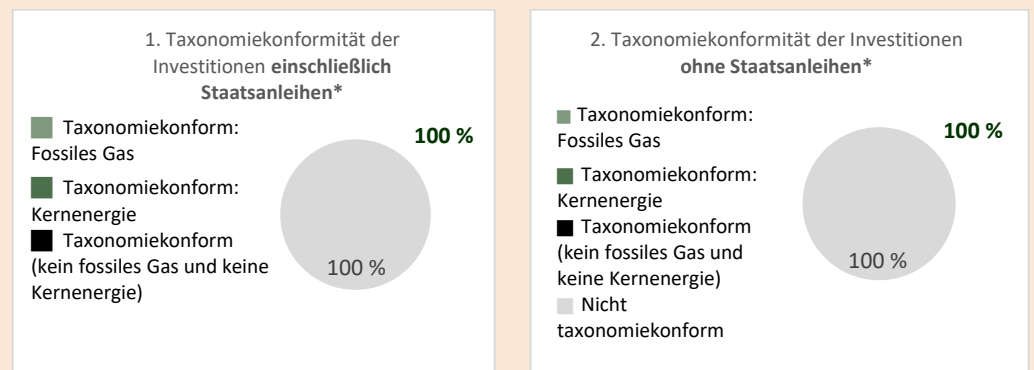 1. Taxonomiekonformität der
Investitionen einschließlich
Staatsanleihen*
Taxonomiekonform:
Fossiles Gas
Taxonomiekonform:
Kernenergie
Taxonomiekonform
(kein fossiles Gas und keine
Kernenergie)
100 %
100 %
2. Taxonomiekonformität der Investitionen
ohne Staatsanleihen*
Taxonomiekonform:
Fossiles Gas
Taxonomiekonform:
Kernenergie
Taxonomiekonform
(kein fossiles Gas und
keine Kernenergie)
Nicht
taxonomiekonform
100 %
100 %